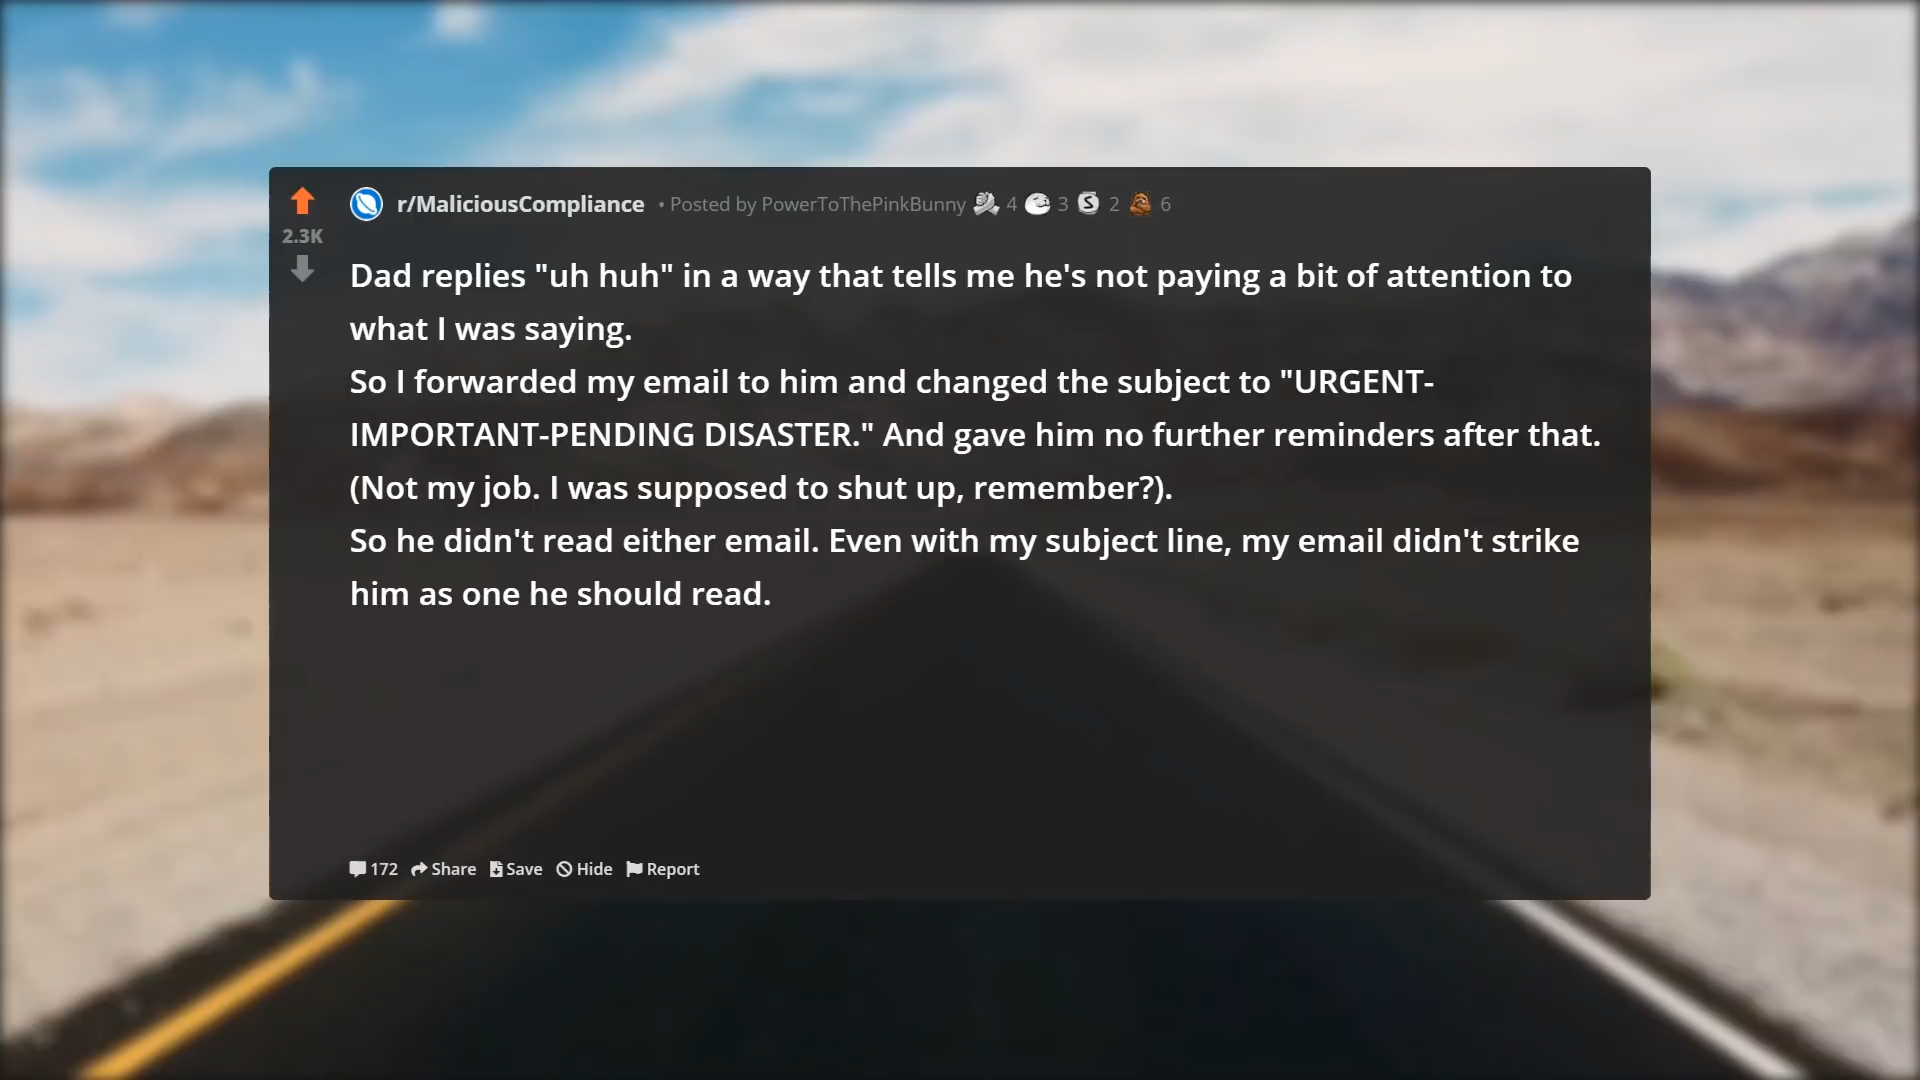 r/MaliciousCompliance • Posted by PowerToThePinkBunny 4 3 S 2 6
2.3K
Dad replies "uh huh" in a way that tells me he's not paying a bit of attention to
what I was saying.
So I forwarded my email to him and changed the subject to "URGENT-
IMPORTANT-PENDING DISASTER." And gave him no further reminders after that.
(Not my job. I was supposed to shut up, remember?).
So he didn't read either email. Even with my subject line, my email didn't strike
him as one he should read.
172 Share Save Hide Report